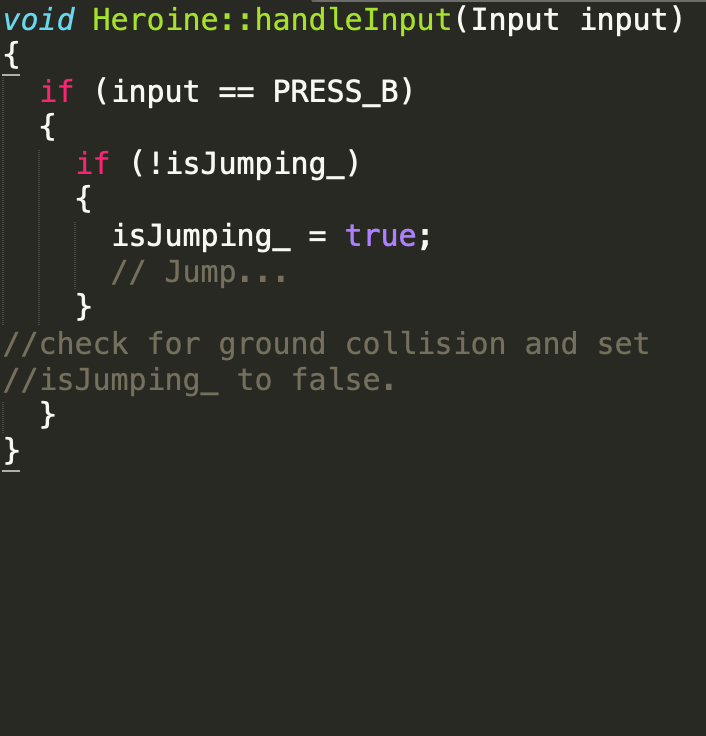 void Heroine::handleInput(Input input)
{
  if (input == PRESS_B)
  {
    if (!isJumping_)
    {
      isJumping_ = true;
      // Jump...
    }
//check for ground collision and set
//isJumping_ to false.
  }
}